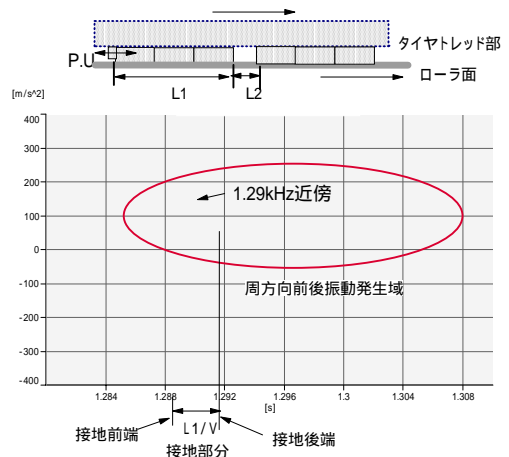 タイヤトレッド部
P.U
ローラ面
L1
L2
[m/s^2]
400
300
200
100
0
-100
-200
-300
-400
1.29kHz近傍
周方向前後振動発生域
1.284
1.288
1.292
1.296
1.3
1.304
1.308
[s]
L1/V
接地前端
接地後端
接地部分